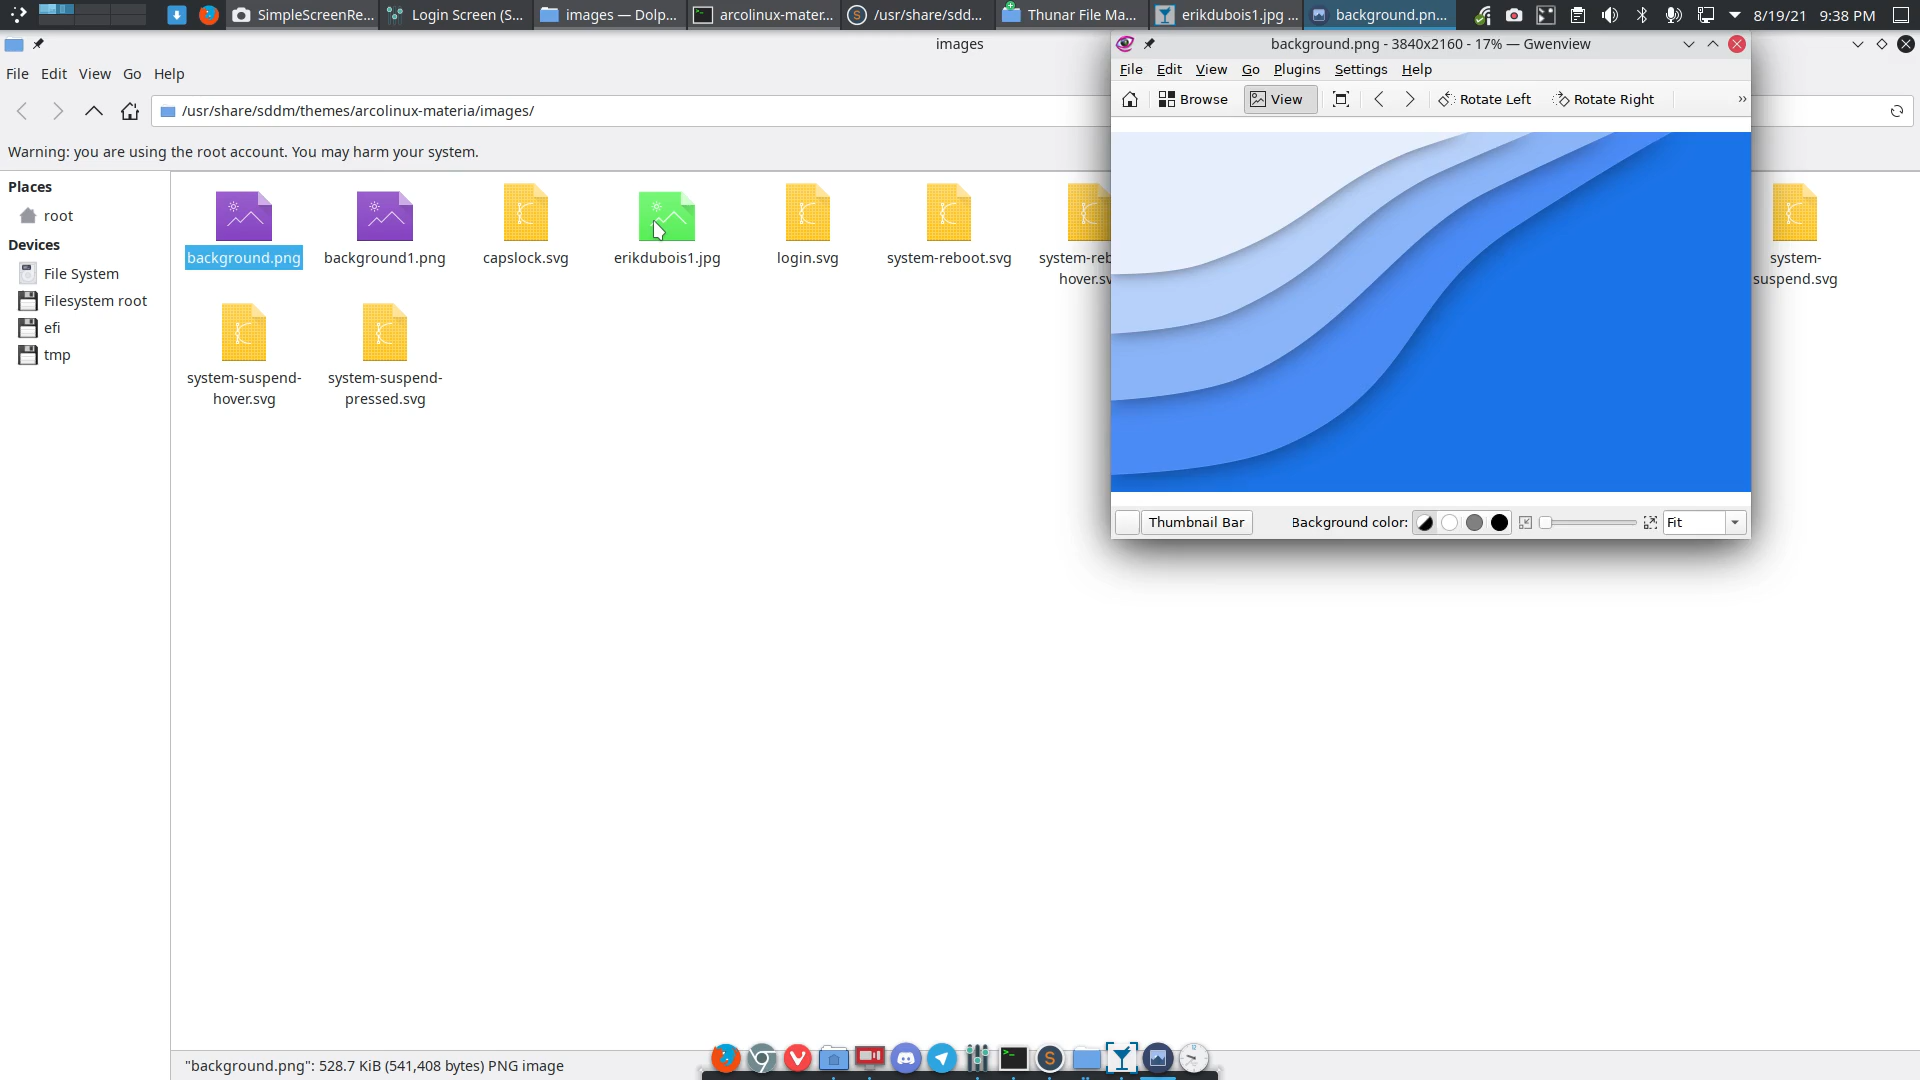 SimpleScreenRe...
Login Screen (S...
images — Dolp...
arcolinux-mater...
/usr/share/sdd...
Thunar File Ma...
erikdubois1.jpg ...
background.pn...
8/19/21
9:38 PM
images
File Edit View Go Help
/usr/share/sddm/themes/arcolinux-materia/images/
Warning: you are using the root account. You may harm your system.
Places
root
Devices
File System
Filesystem root
efi
tmp
background.png
background1.png
capslock.svg
erikdubois1.jpg
login.svg
system-reboot.svg
system-reb
hover.sv
system-
suspend.svg
system-suspend-
hover.svg
system-suspend-
pressed.svg
background.png - 3840x2160 - 17% — Gwenview
File Edit View Go Plugins Settings Help
Browse View Rotate Left Rotate Right »
Thumbnail Bar Background color: Fit
"background.png": 528.7 KiB (541,408 bytes) PNG image